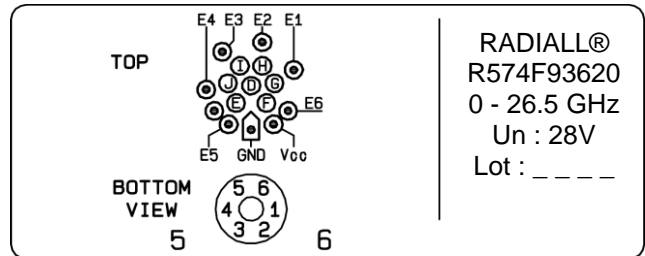 E4 E3 E2 E1
TOP
I H
J D G
E F
E6
E5 GND Vcc
BOTTOM
VIEW
5 6
4 1
3 2
5 6
RADIALL®
R574F93620
0 - 26.5 GHz
Un : 28V
Lot : _ _ _ _